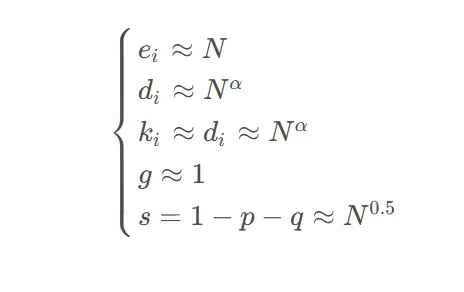 e_i ≈ N
d_i ≈ N^α
k_i ≈ d_i ≈ N^α
g ≈ 1
s = 1 − p − q ≈ N^{0.5}